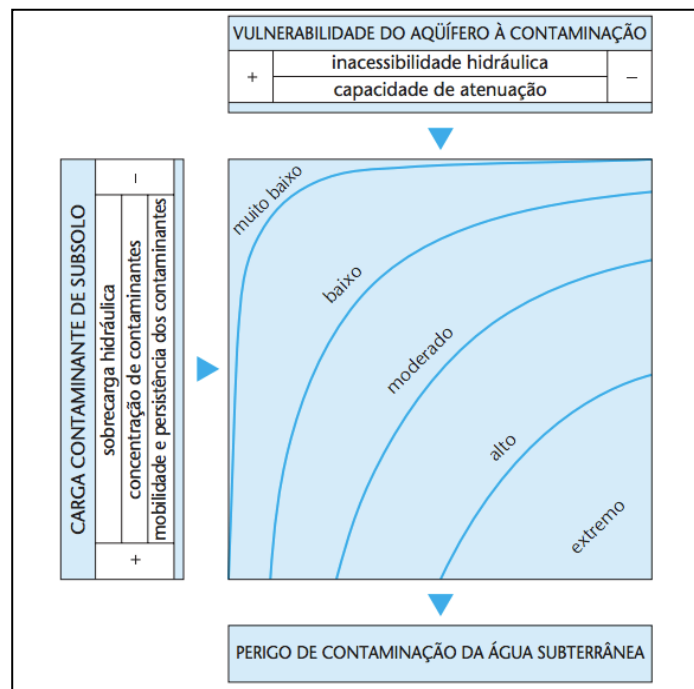 VULNERABILIDADE DO AQÜÍFERO À CONTAMINAÇÃO
+
inacessibilidade hidráulica
capacidade de atenuação
–
CARGA CONTAMINANTE DE SUBSOLO
–
sobrecarga hidráulica
concentração de contaminantes
mobilidade e persistência dos contaminantes
+
muito baixo
baixo
moderado
alto
extremo
PERIGO DE CONTAMINAÇÃO DA ÁGUA SUBTERRÂNEA